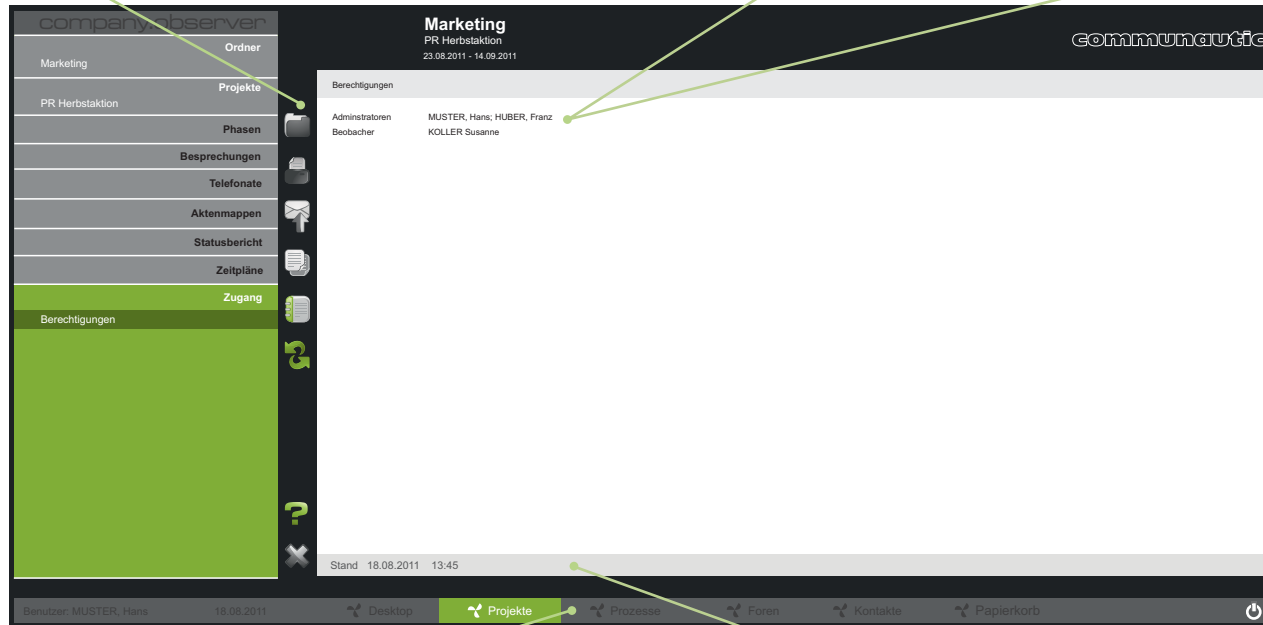 company.observer
Ordner
Marketing
Projekte
PR Herbstaktion
Phasen
Besprechungen
Telefonate
Aktenmappen
Statusbericht
Zeitpläne
Zugang
Berechtigungen
Marketing
PR Herbstaktion
23.08.2011 - 14.09.2011
communautic
Berechtigungen
Adminstratoren MUSTER, Hans; HUBER, Franz
Beobacher KOLLER Susanne
Stand 18.08.2011 13:45
Benutzer: MUSTER, Hans 18.08.2011 Desktop Projekte Prozesse Foren Kontakte Papierkorb